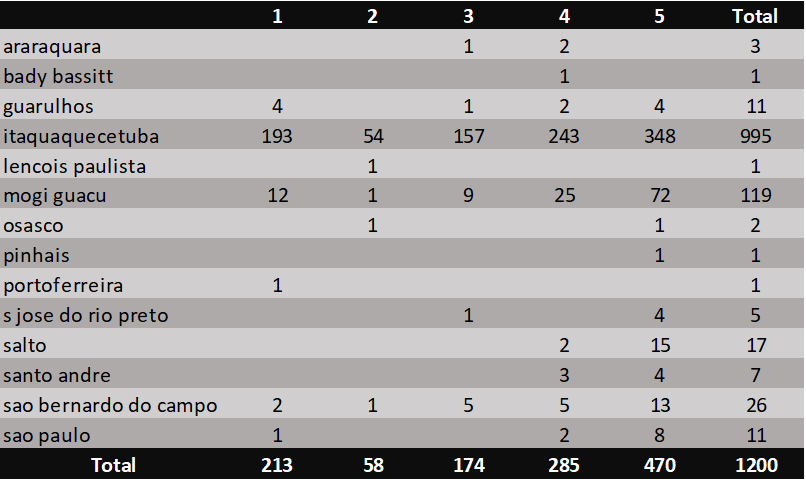 1 2 3 4 5 Total
araraquara 1 2 3
bady bassitt 1 1
guarulhos 4 1 2 4 11
itaquaquecetuba 193 54 157 243 348 995
lencois paulista 1 1
mogi guacu 12 1 9 25 72 119
osasco 1 1 2
pinhais 1 1
portoferreira 1 1
s jose do rio preto 1 4 5
salto 2 15 17
santo andre 3 4 7
sao bernardo do campo 2 1 5 5 13 26
sao paulo 1 2 8 11
Total 213 58 174 285 470 1200